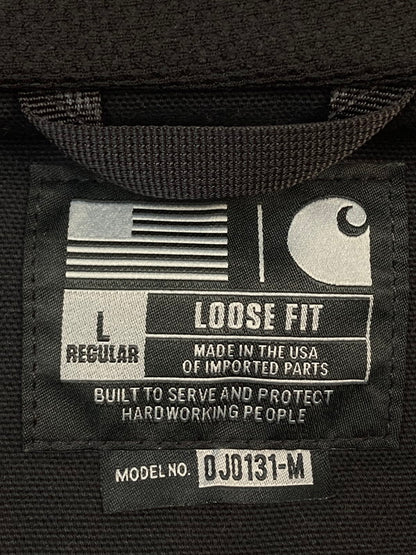 L
REGULAR
LOOSE FIT
MADE IN THE USA
OF IMPORTED PARTS
BUILT TO SERVE AND PROTECT
HARDWORKING PEOPLE
MODEL NO. OJ0131-M